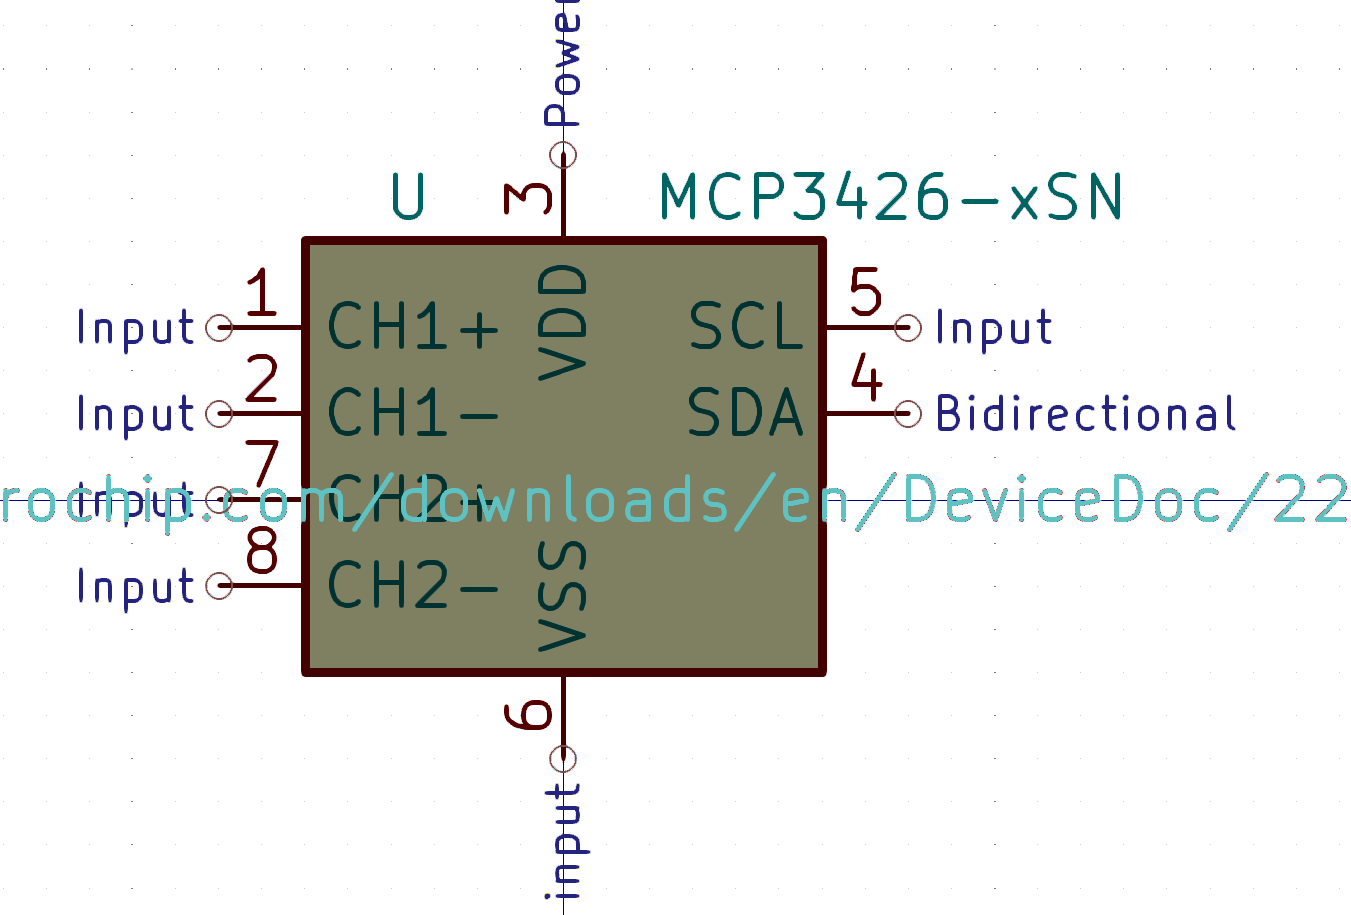 Power
U
3
MCP3426-xSN
1
VDD
5
Input
CH1+
SCL
Input
2
4
Input
CH1-
SDA
Bidirectional
7
Input
CH2+
rochip.com/downloads/en/DeviceDoc/22
8
Input
CH2-
VSS
6
input